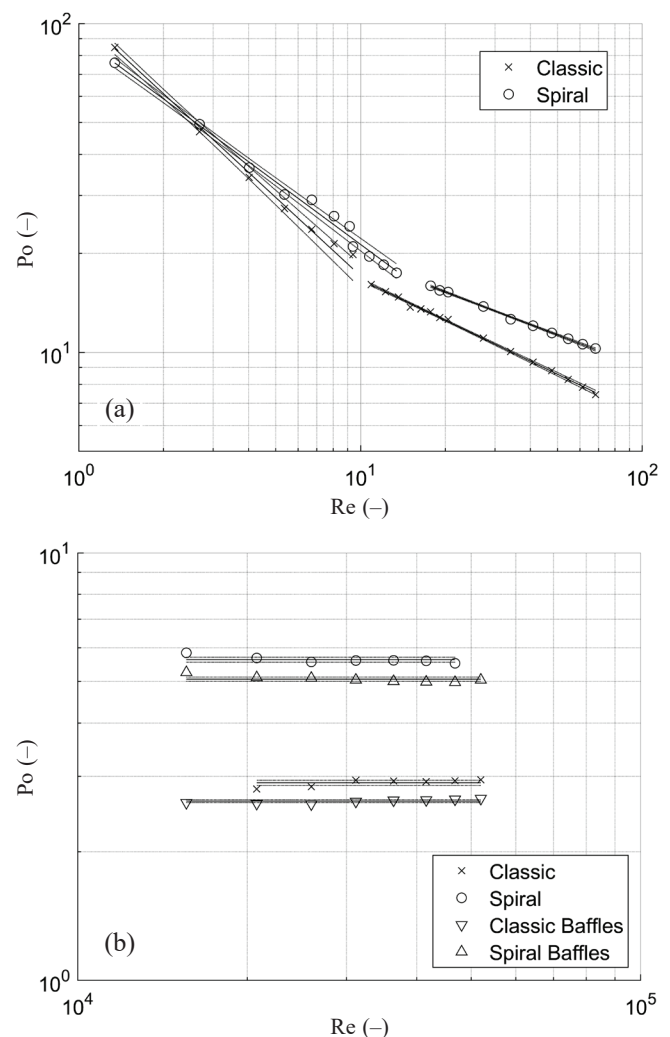 10²
Classic
Spiral
Po (–)
10¹
(a)
10⁰ 10¹ 10²
Re (–)
10¹
Po (–)
Classic
Spiral
Classic Baffles
Spiral Baffles
(b)
10⁰
10⁴ 10⁵
Re (–)